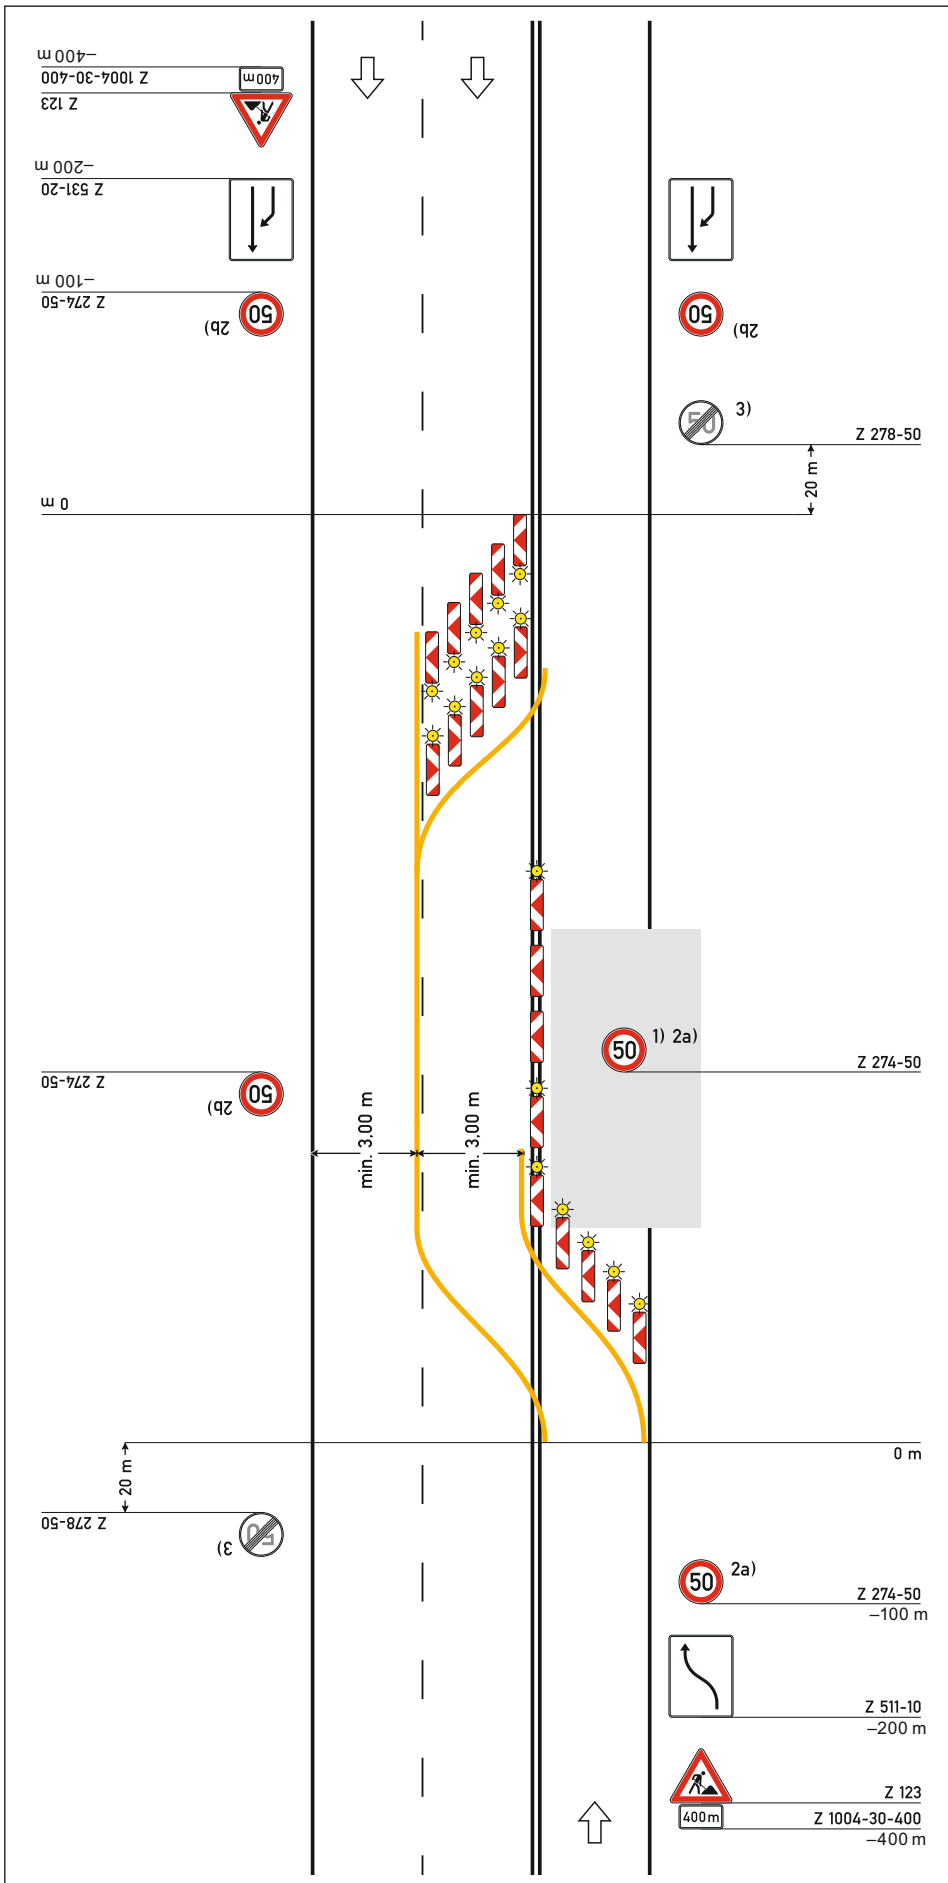 –400 m
Z 1004-30-400
400 m
Z 123
–200 m
Z 531-20
–100 m
Z 274-50
50
2b)
50
2b)
50
3)
Z 278-50
20 m
0 m
50
1) 2a)
Z 274-50
Z 274-50
50
2b)
min. 3,00 m
min. 3,00 m
0 m
20 m
Z 278-50
50
3)
50
2a)
Z 274-50
–100 m
Z 511-10
–200 m
Z 123
400 m
Z 1004-30-400
–400 m